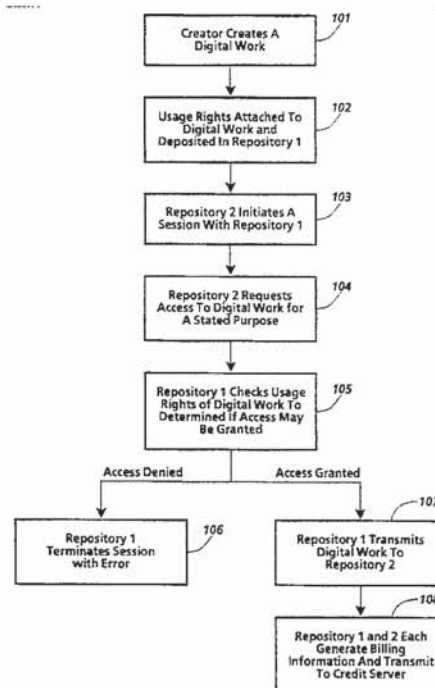 101
Creator Creates A
Digital Work
102
Usage Rights Attached To
Digital Work and
Deposited In Repository 1
103
Repository 2 Initiates A
Session With Repository 1
104
Repository 2 Requests
Access To Digital Work for
A Stated Purpose
105
Repository 1 Checks Usage
Rights of Digital Work To
Determined If Access May
Be Granted
Access Denied
Access Granted
106
Repository 1
Terminates Session
with Error
107
Repository 1 Transmits
Digital Work To
Repository 2
108
Repository 1 and 2 Each
Generate Billing
Information And Transmit
To Credit Server